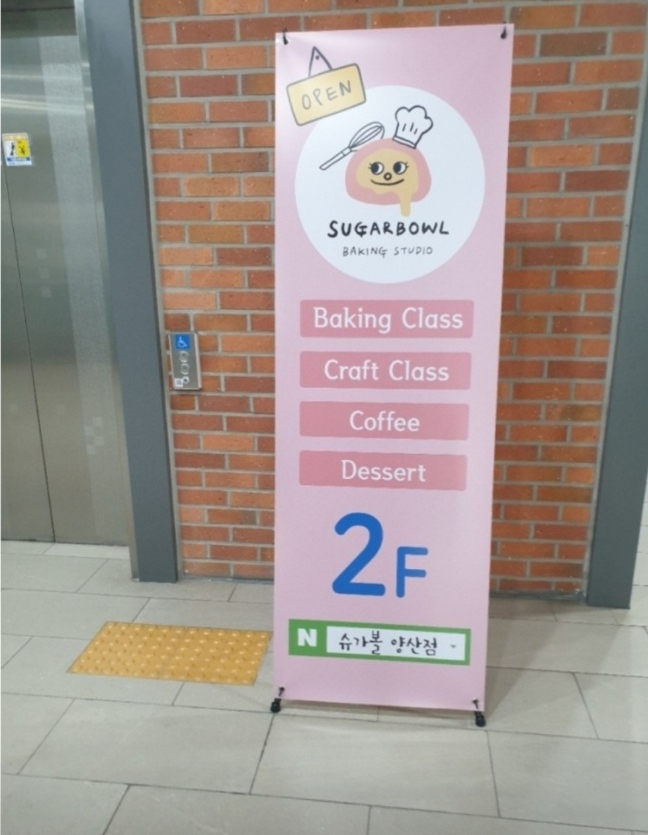 OPEN
SUGARBOWL
BAKING STUDIO
Baking Class
Craft Class
Coffee
Dessert
2F
N 슈가볼 양산점